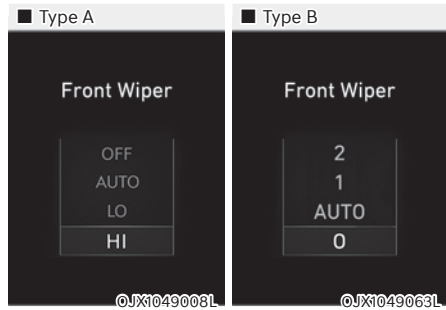 ■ Type A
Front Wiper
OFF
AUTO
LO
HI
OJX1049008L
■ Type B
Front Wiper
2
1
AUTO
0
OJX1049063L